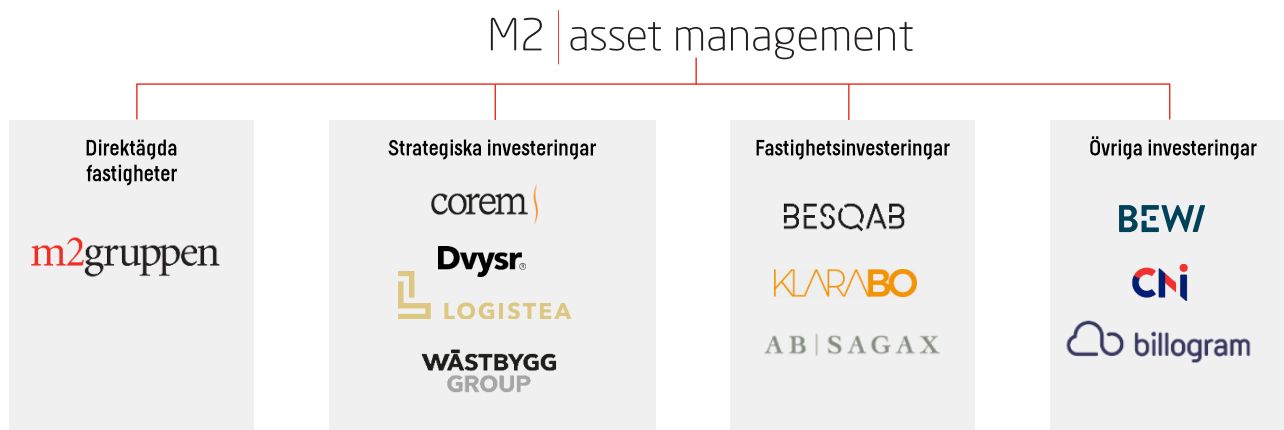 M2 | asset management
Direktägda
fastigheter
m2gruppen
Strategiska investeringar
corem
Dvysr®
LOGISTEA
WÄSTBYGG
GROUP
Fastighetsinvesteringar
BESQAB
KLARABO
AB|SAGAX
Övriga investeringar
BEWI
CNi
billogram